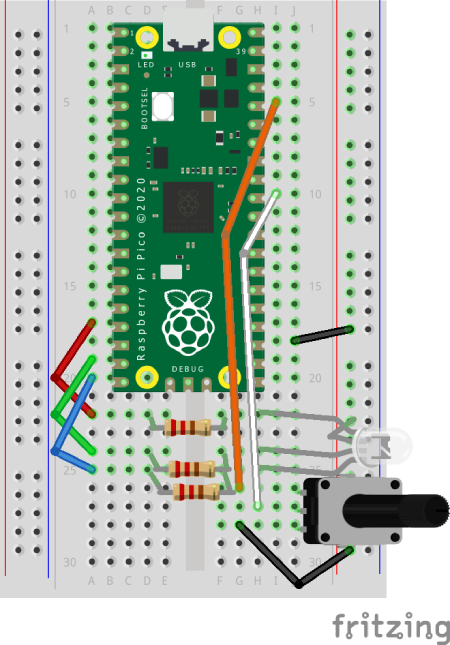 A B C D E F G H I J
1 1
1
2 39
LED USB
BOOTSEL
5 5
10 10
Raspberry Pi Pico ©2020
15 15
DEBUG
20 20
25 25
30 30
A B C D E F G H I J
fritzing